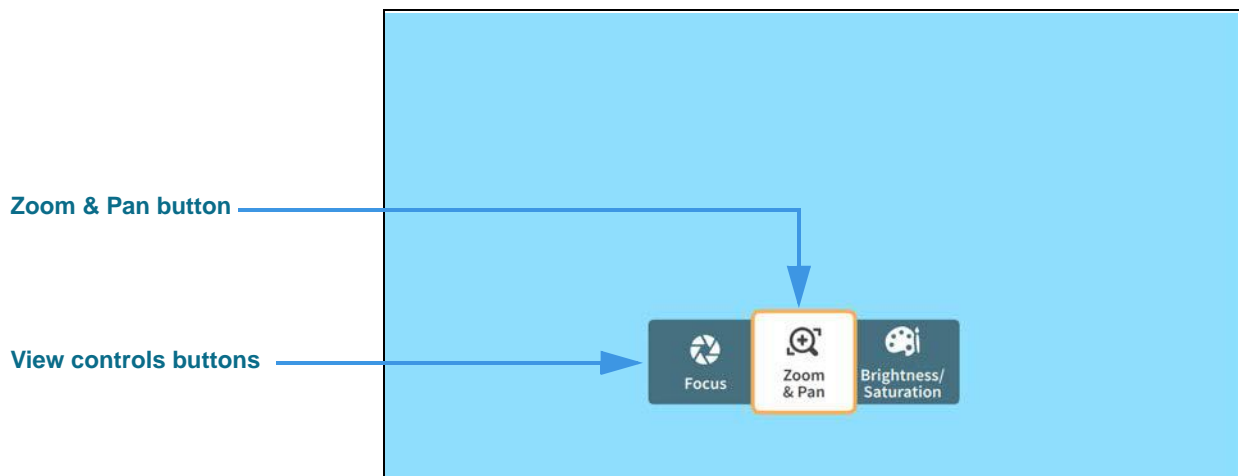 Zoom & Pan button
View controls buttons
Focus
Zoom
& Pan
Brightness/
Saturation